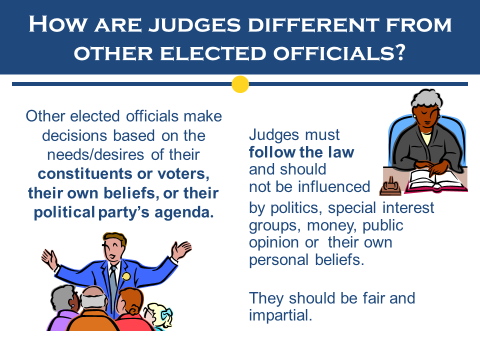 HOW ARE JUDGES DIFFERENT FROM
OTHER ELECTED OFFICIALS?
Other elected officials make
decisions based on the
needs/desires of their
constituents or voters,
their own beliefs, or their
political party's agenda.
Judges must
follow the law
and should
not be influenced
by politics, special interest
groups, money, public
opinion or their own
personal beliefs.
They should be fair and
impartial.